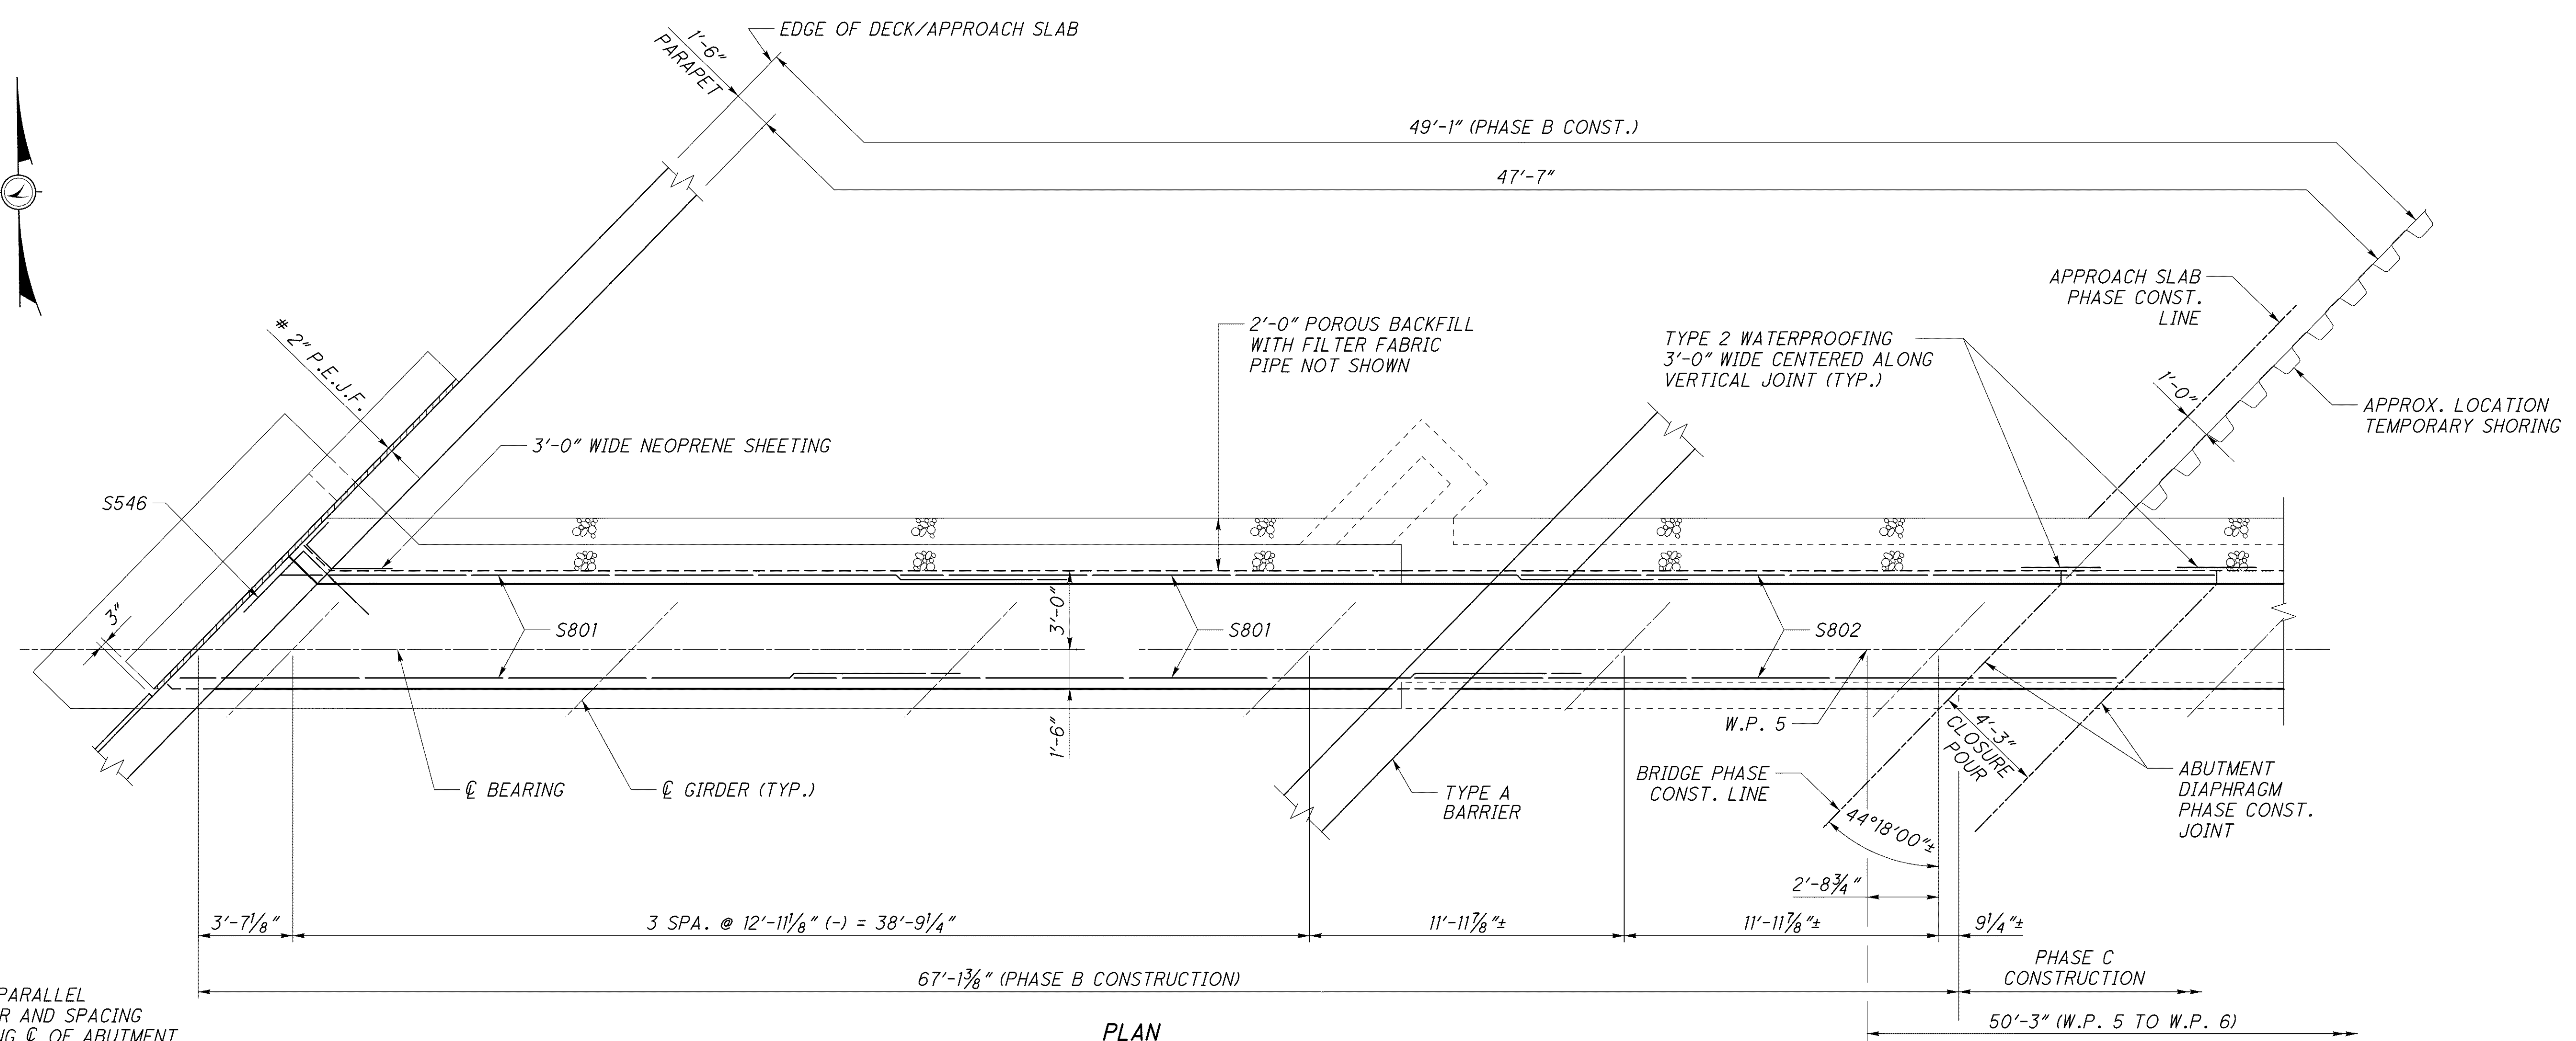 EDGE OF DECK/APPROACH SLAB
1'-6"
PARAPET
49'-1" (PHASE B CONST.)
47'-7"
APPROACH SLAB
PHASE CONST.
LINE
2'-0" POROUS BACKFILL
WITH FILTER FABRIC
PIPE NOT SHOWN
TYPE 2 WATERPROOFING
3'-0" WIDE CENTERED ALONG
VERTICAL JOINT (TYP.)
# 2" P.E.J.F.
1'-0"
APPROX. LOCATION
TEMPORARY SHORING
3'-0" WIDE NEOPRENE SHEETING
S546
3"
S801
3'-0"
S801
S802
1'-6"
W.P. 5
4'-3"
CLOSURE
POUR
℄ BEARING
℄ GIRDER (TYP.)
TYPE A
BARRIER
BRIDGE PHASE
CONST. LINE
44°18'00"±
ABUTMENT
DIAPHRAGM
PHASE CONST.
JOINT
2'-8¾"
3'-7⅛"
3 SPA. @ 12'-11⅛" (-) = 38'-9¼"
11'-11⅞"±
11'-11⅞"±
9¼"±
67'-1⅜" (PHASE B CONSTRUCTION)
PHASE C
CONSTRUCTION
50'-3" (W.P. 5 TO W.P. 6)
PARALLEL
R AND SPACING
NG ℄ OF ABUTMENT
PLAN